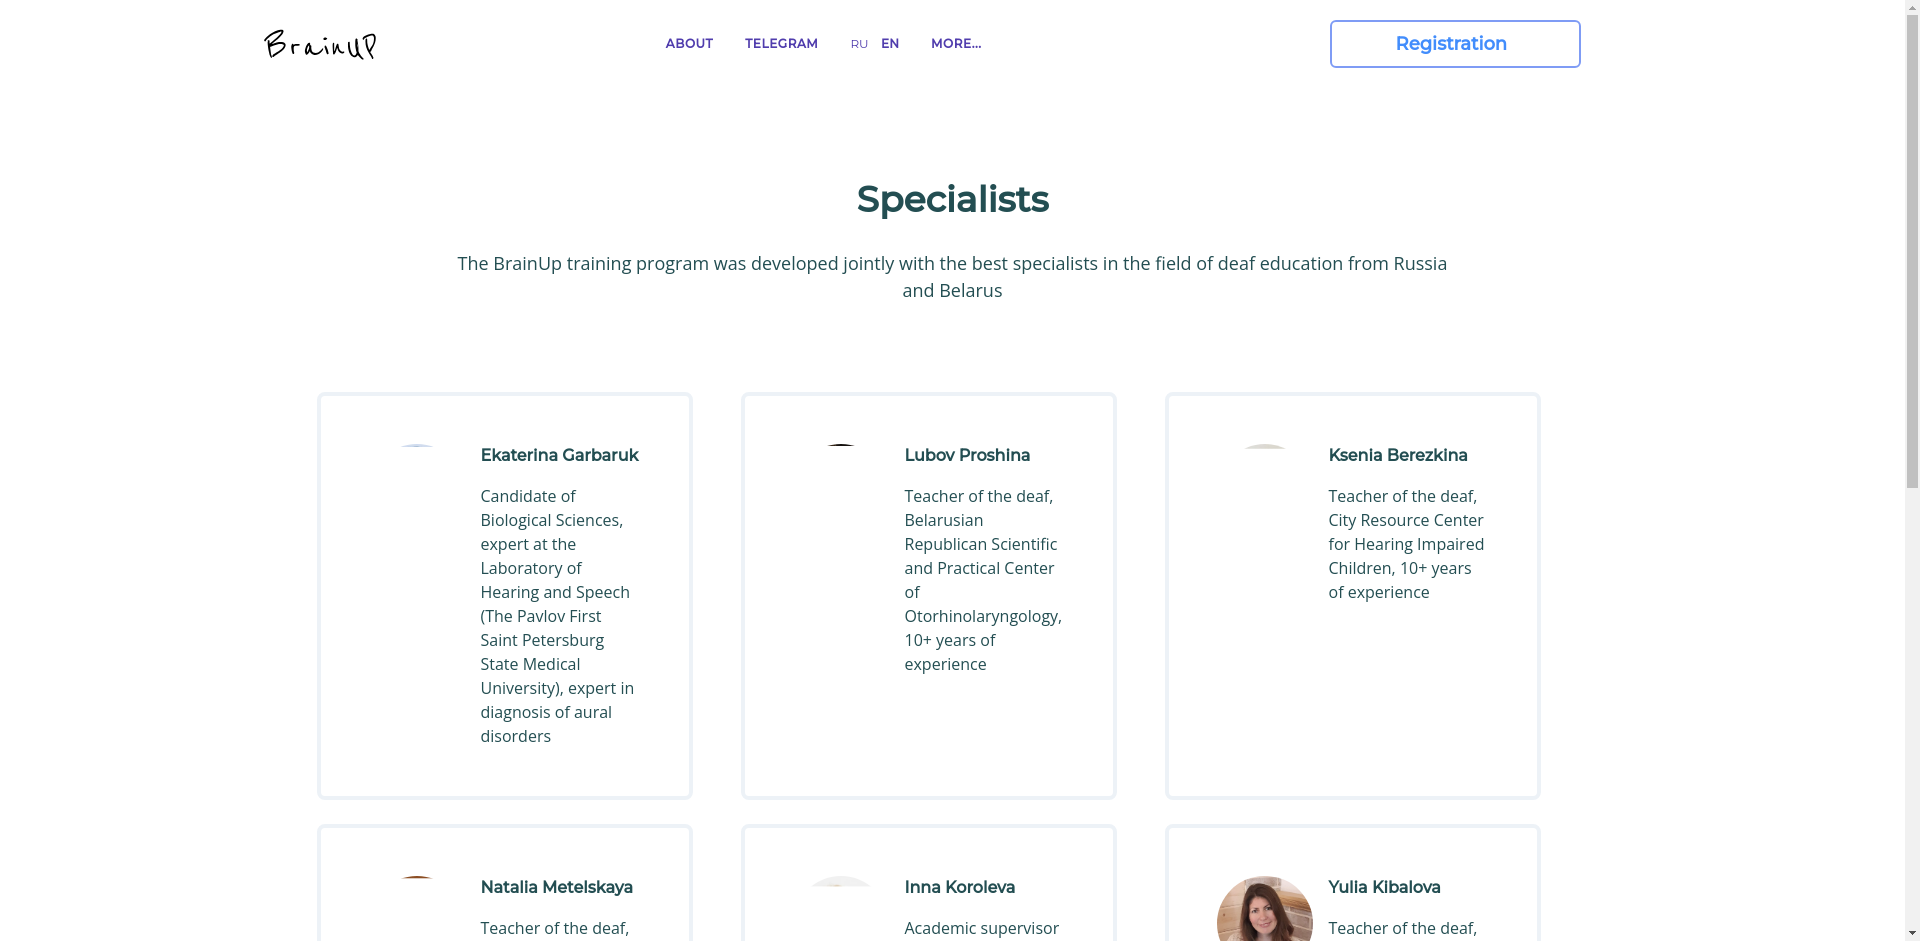 BrainUP
ABOUT
TELEGRAM
RU
EN
MORE...
Registration
Specialists
The BrainUp training program was developed jointly with the best specialists in the field of deaf education from Russia
and Belarus
Ekaterina Garbaruk
Candidate of
Biological Sciences,
expert at the
Laboratory of
Hearing and Speech
(The Pavlov First
Saint Petersburg
State Medical
University), expert in
diagnosis of aural
disorders
Lubov Proshina
Teacher of the deaf,
Belarusian
Republican Scientific
and Practical Center
of
Otorhinolaryngology,
10+ years of
experience
Ksenia Berezkina
Teacher of the deaf,
City Resource Center
for Hearing Impaired
Children, 10+ years
of experience
Natalia Metelskaya
Teacher of the deaf,
Inna Koroleva
Academic supervisor
Yulia Kibalova
Teacher of the deaf,